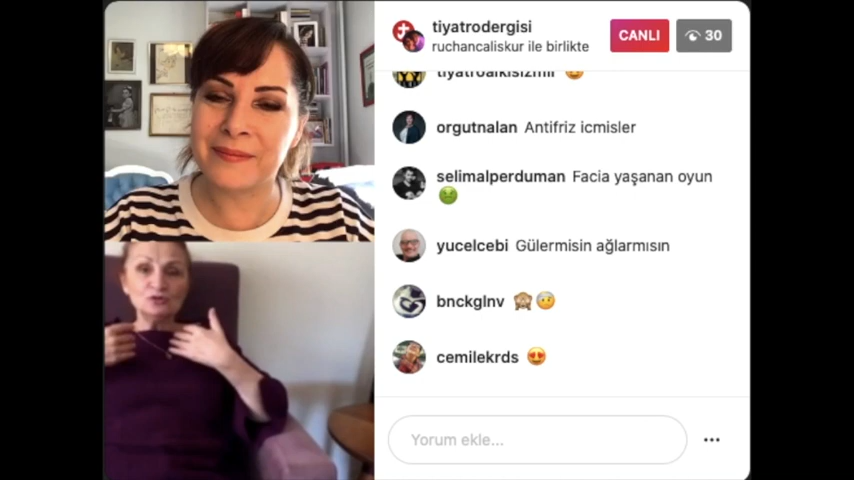 tiyatrodergisi
ruchancaliskur ile birlikte
CANLI
30
tiyatroalkisizmir
orgutnalan Antifriz icmisler
selimalperduman Facia yaşanan oyun
yucelcebi Gülermisin ağlarmısın
bnckglnv
cemilekrds
Yorum ekle...